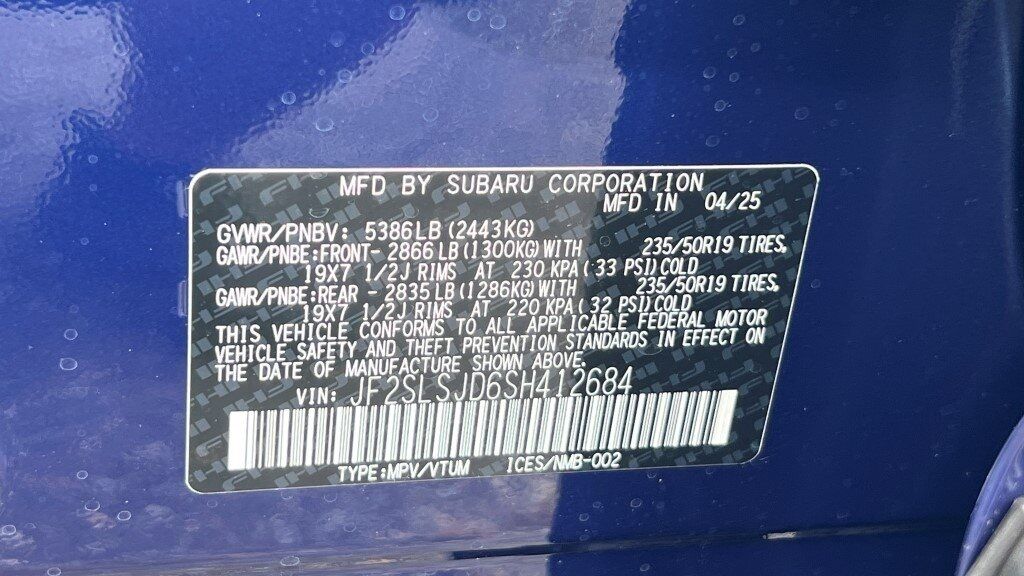 MFD BY SUBARU CORPORATION
MFD IN 04/25
GVWR/PNBV: 5386LB(2443KG)
GAWR/PNBE:FRONT- 2866LB(1300KG)WITH 235/50R19 TIRES,
19X7 1/2J RIMS AT 230 KPA(33 PSI)COLD
GAWR/PNBE:REAR - 2835LB(1286KG)WITH 235/50R19 TIRES,
19X7 1/2J RIMS AT 220 KPA(32 PSI)COLD
THIS VEHICLE CONFORMS TO ALL APPLICABLE FEDERAL MOTOR
VEHICLE SAFETY AND THEFT PREVENTION STANDARDS IN EFFECT ON
THE DATE OF MANUFACTURE SHOWN ABOVE.
VIN: JF2SLSJD6SH412684
TYPE:MPV/VTUM ICES/NMB-002